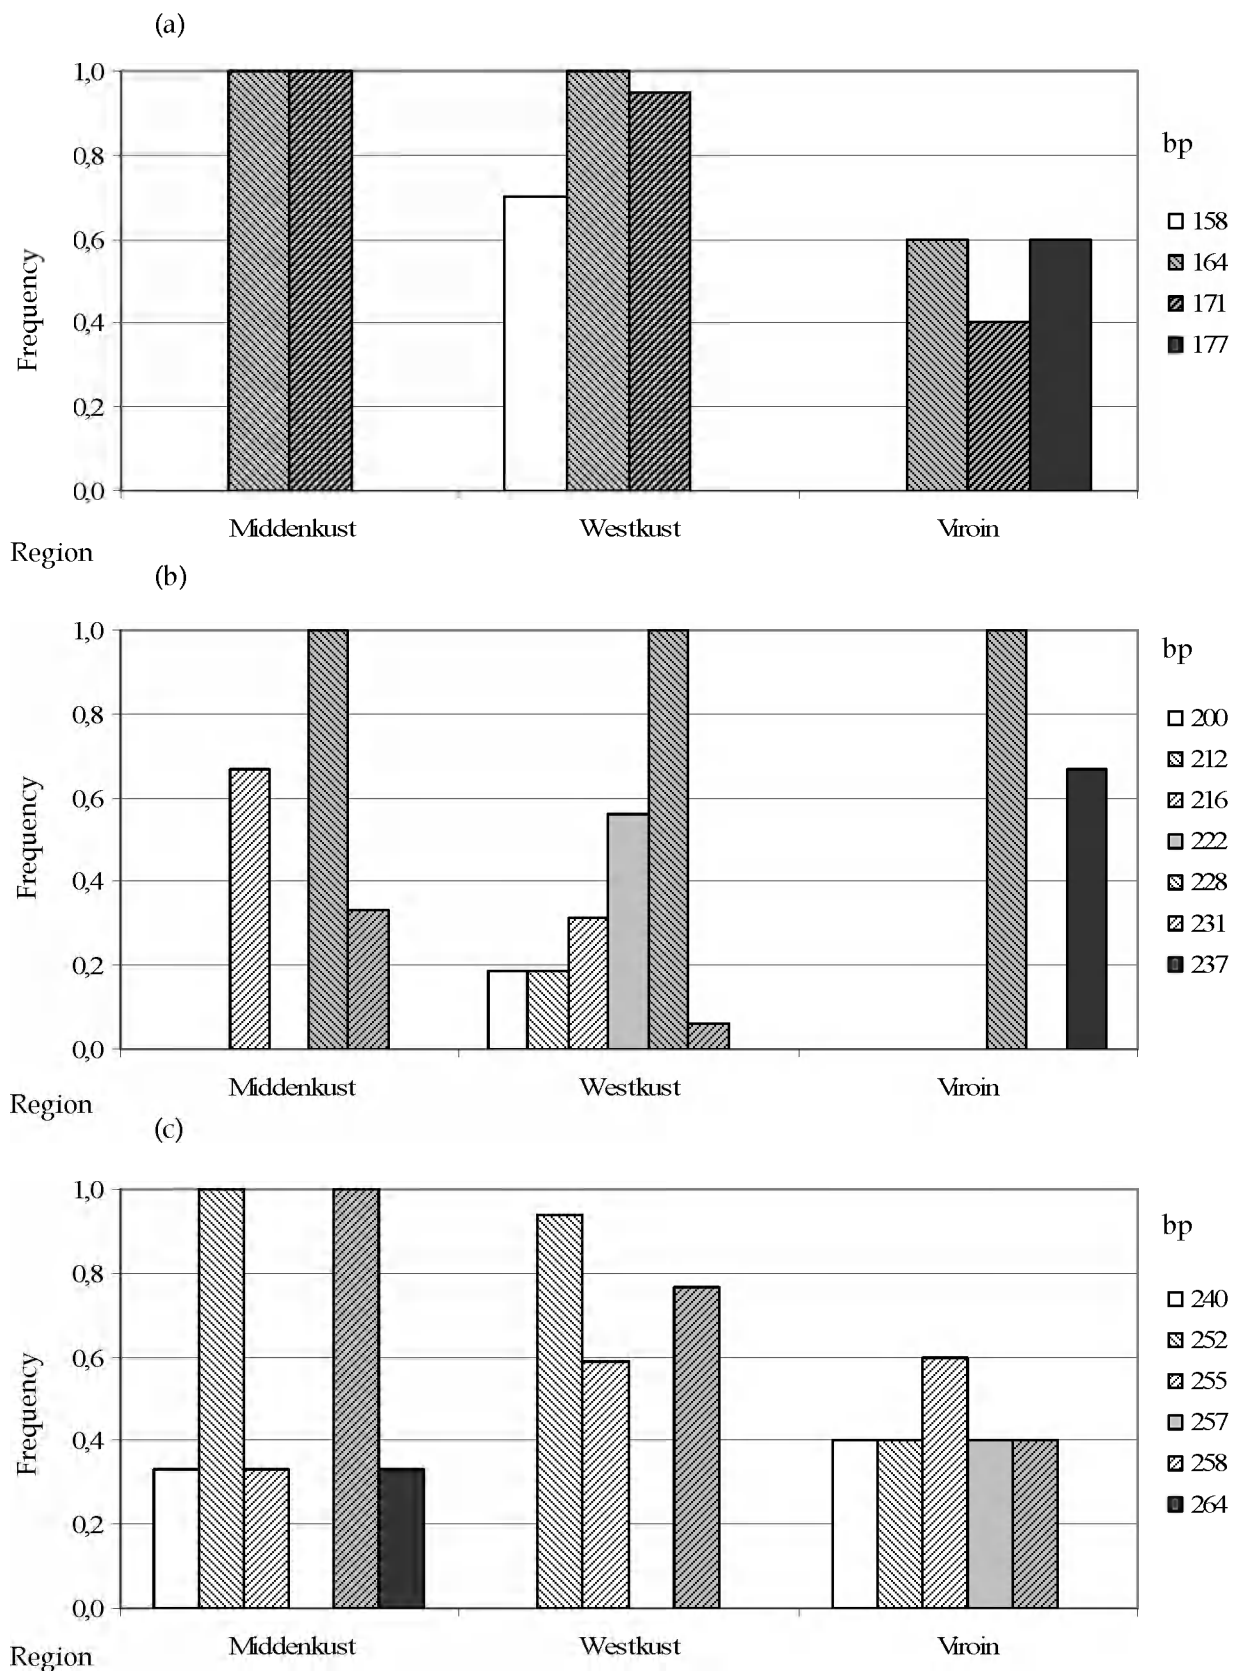 (a)
1,0
0,8
0,6
0,4
0,2
0,0
Frequency
Middenkust Westkust Viroin
Region
bp
158
164
171
177
(b)
1,0
0,8
0,6
0,4
0,2
0,0
Frequency
Middenkust Westkust Viroin
Region
bp
200
212
216
222
228
231
237
(c)
1,0
0,8
0,6
0,4
0,2
0,0
Frequency
Middenkust Westkust Viroin
Region
bp
240
252
255
257
258
264